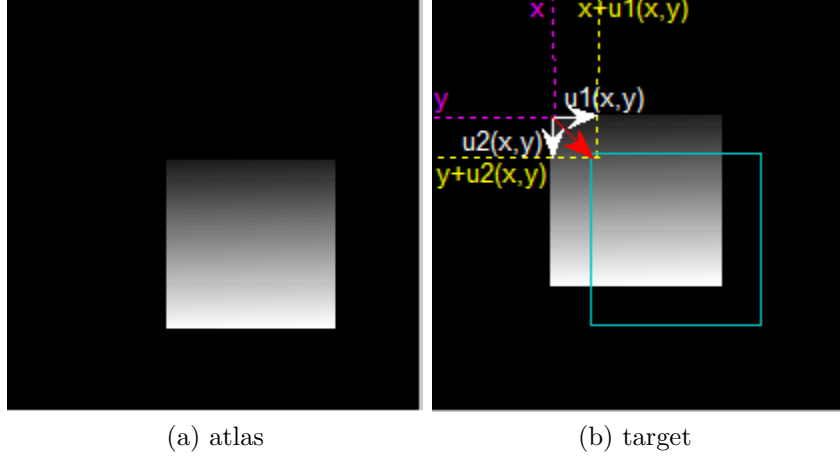 x x+u1(x,y)
y u1(x,y)
u2(x,y)
y+u2(x,y)
(a) atlas
(b) target